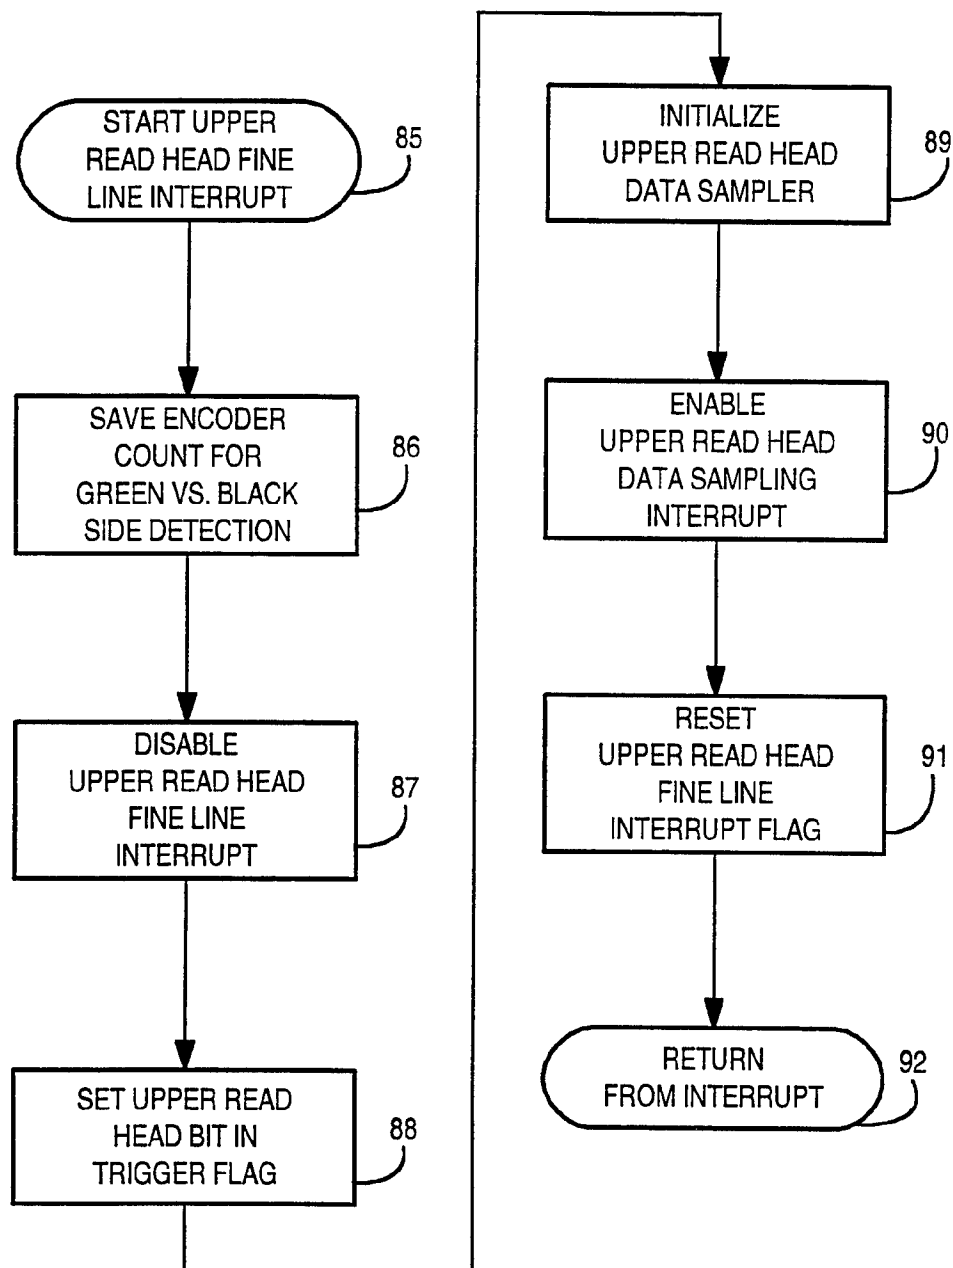 START UPPER
READ HEAD FINE
LINE INTERRUPT
85
SAVE ENCODER
COUNT FOR
GREEN VS. BLACK
SIDE DETECTION
86
DISABLE
UPPER READ HEAD
FINE LINE
INTERRUPT
87
SET UPPER READ
HEAD BIT IN
TRIGGER FLAG
88
INITIALIZE
UPPER READ HEAD
DATA SAMPLER
89
ENABLE
UPPER READ HEAD
DATA SAMPLING
INTERRUPT
90
RESET
UPPER READ HEAD
FINE LINE
INTERRUPT FLAG
91
RETURN
FROM INTERRUPT
92